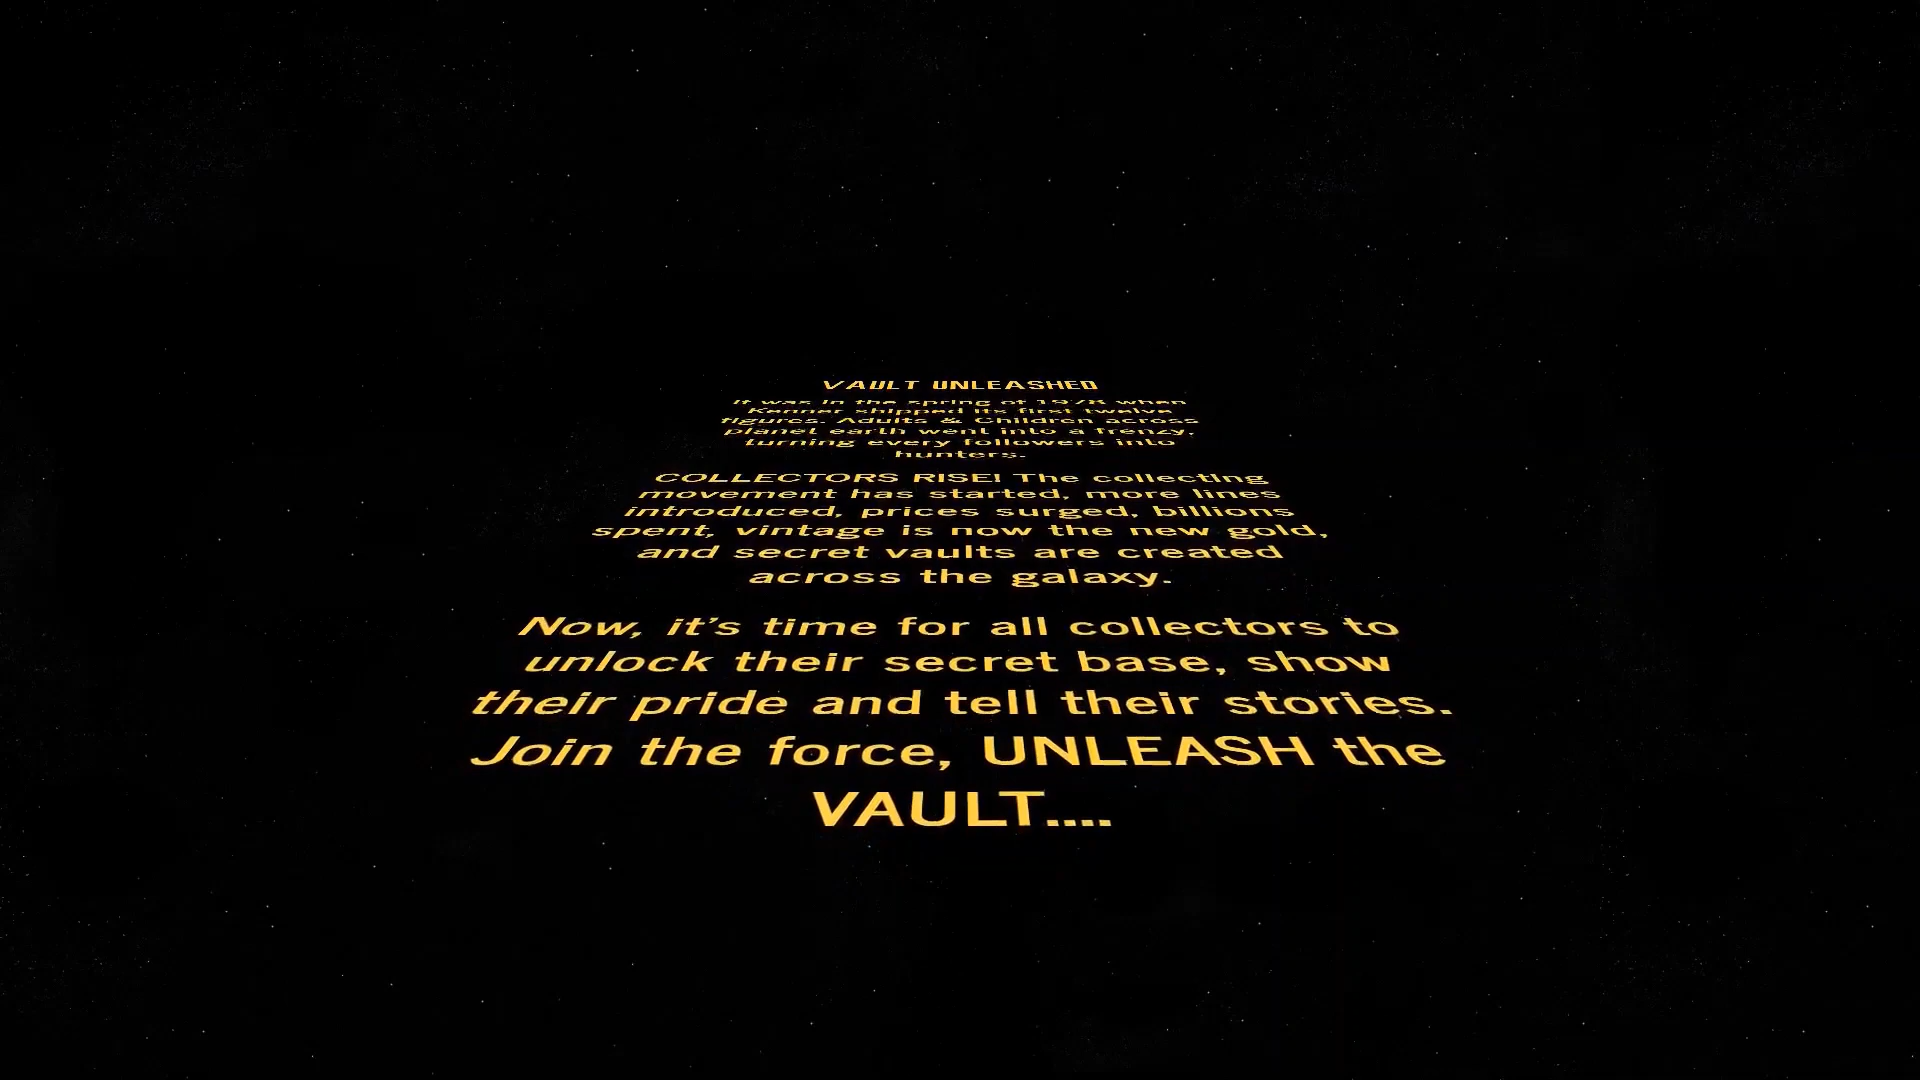 VAULT UNLEASHED
It was in the spring of 1978 when
Kenner shipped its first twelve
figures. Adults & Children across
planet earth went into a frenzy,
turning every followers into
hunters.
COLLECTORS RISE! The collecting
movement has started, more lines
introduced, prices surged, billions
spent, vintage is now the new gold,
and secret vaults are created
across the galaxy.
Now, it’s time for all collectors to
unlock their secret base, show
their pride and tell their stories.
Join the force, UNLEASH the
VAULT....